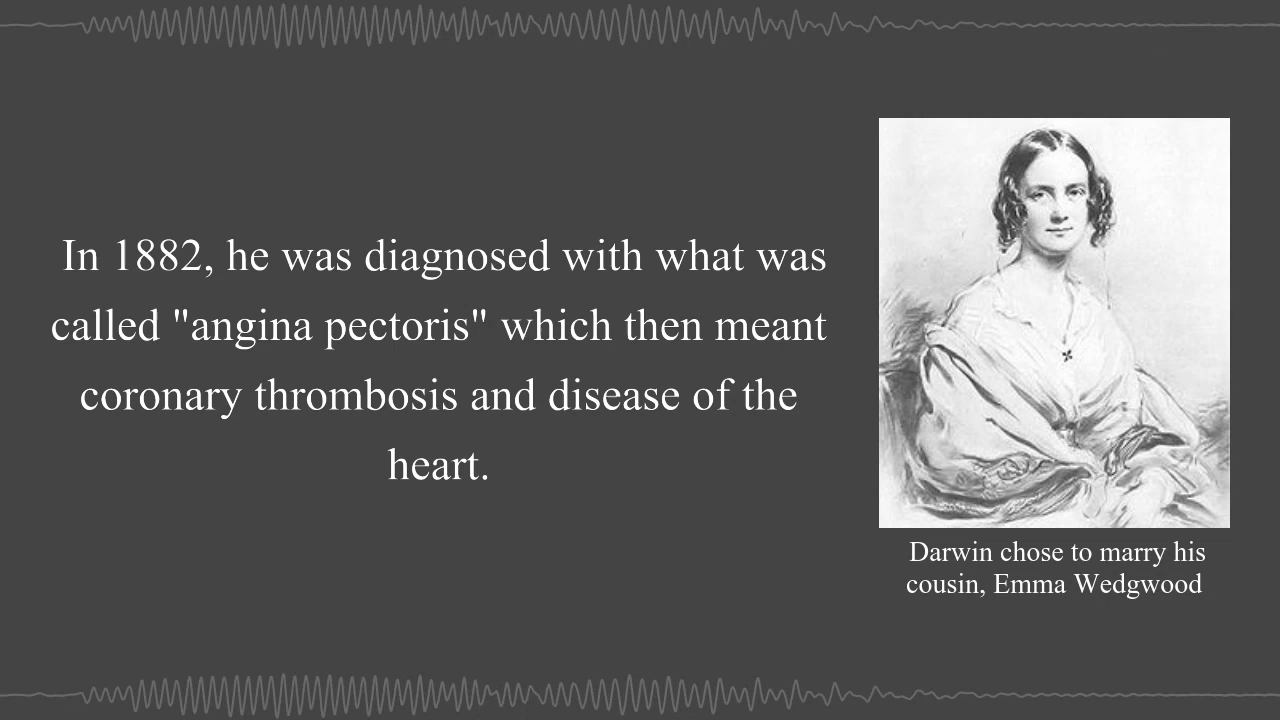 In 1882, he was diagnosed with what was
called "angina pectoris" which then meant
coronary thrombosis and disease of the
heart.
Darwin chose to marry his
cousin, Emma Wedgwood